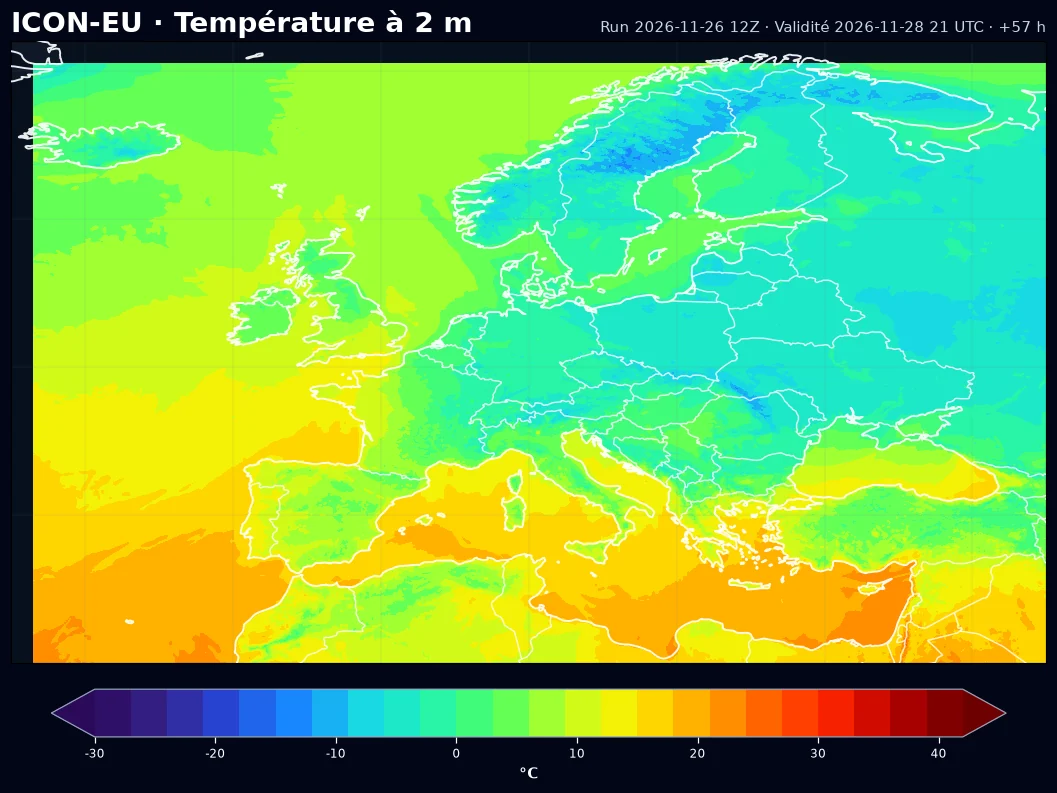 ICON-EU · Température à 2 m
Run 2026-11-26 12Z · Validité 2026-11-28 21 UTC · +57 h
-30 -20 -10 0 10 20 30 40
°C